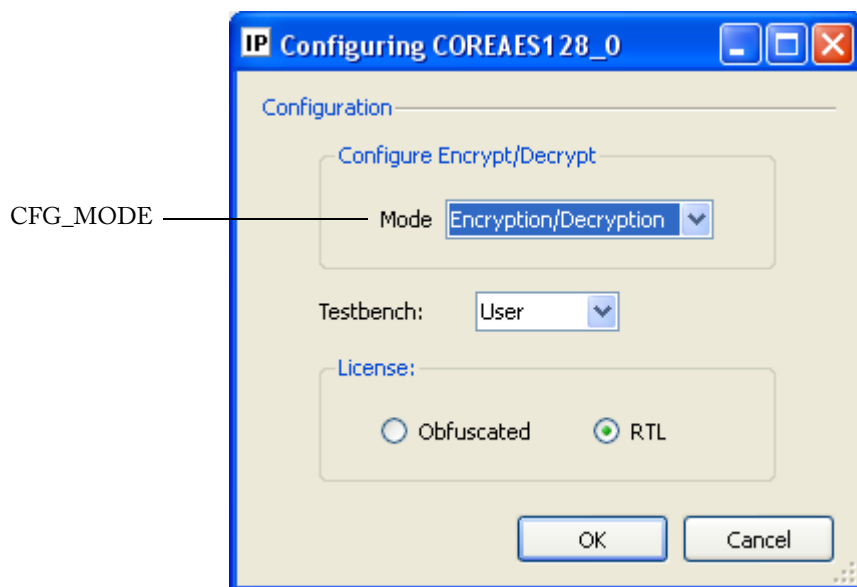 IP Configuring COREAES128_0
Configuration
Configure Encrypt/Decrypt
CFG_MODE
Mode Encryption/Decryption
Testbench: User
License:
Obfuscated RTL
OK Cancel